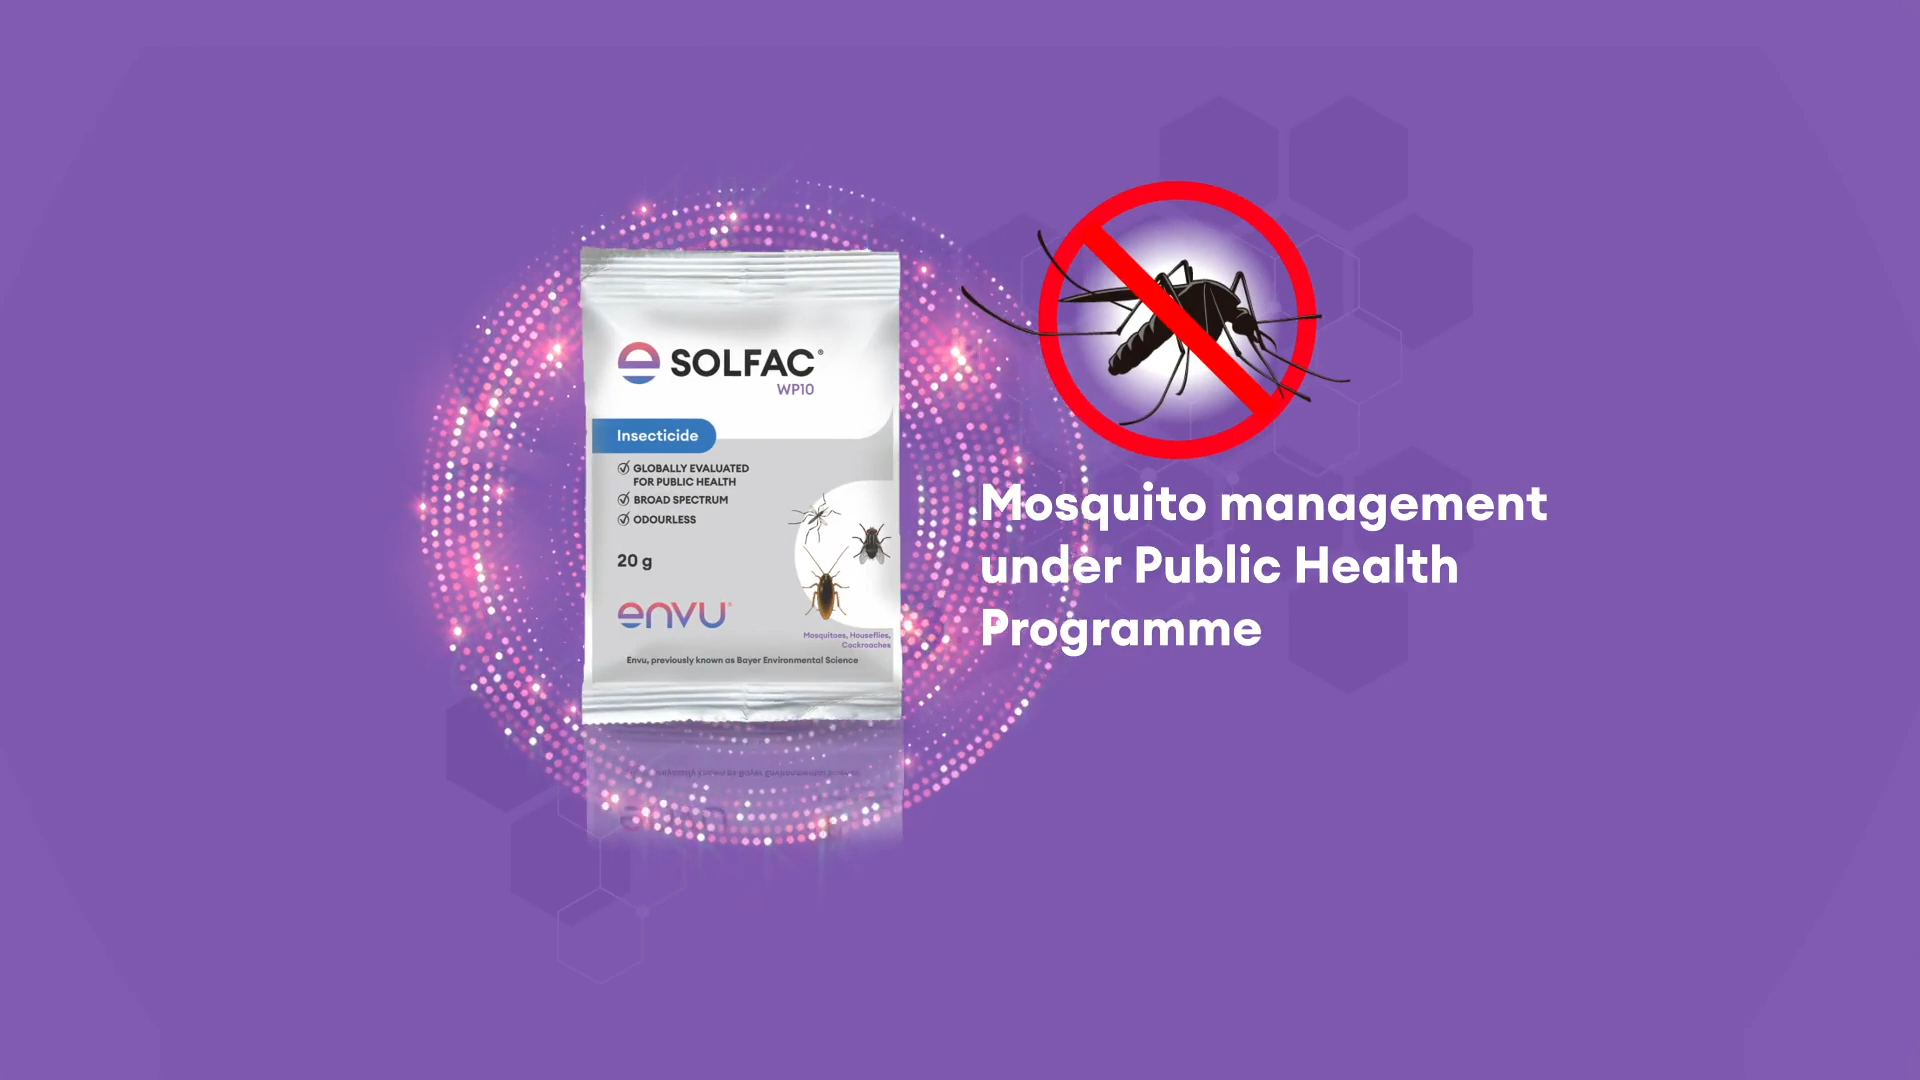 SOLFAC®
WP10
Insecticide
GLOBALLY EVALUATED
FOR PUBLIC HEALTH
BROAD SPECTRUM
ODOURLESS
20 g
envu®
Mosquitoes, Houseflies,
Cockroaches
Envu, previously known as Bayer Environmental Science
Mosquito management
under Public Health
Programme